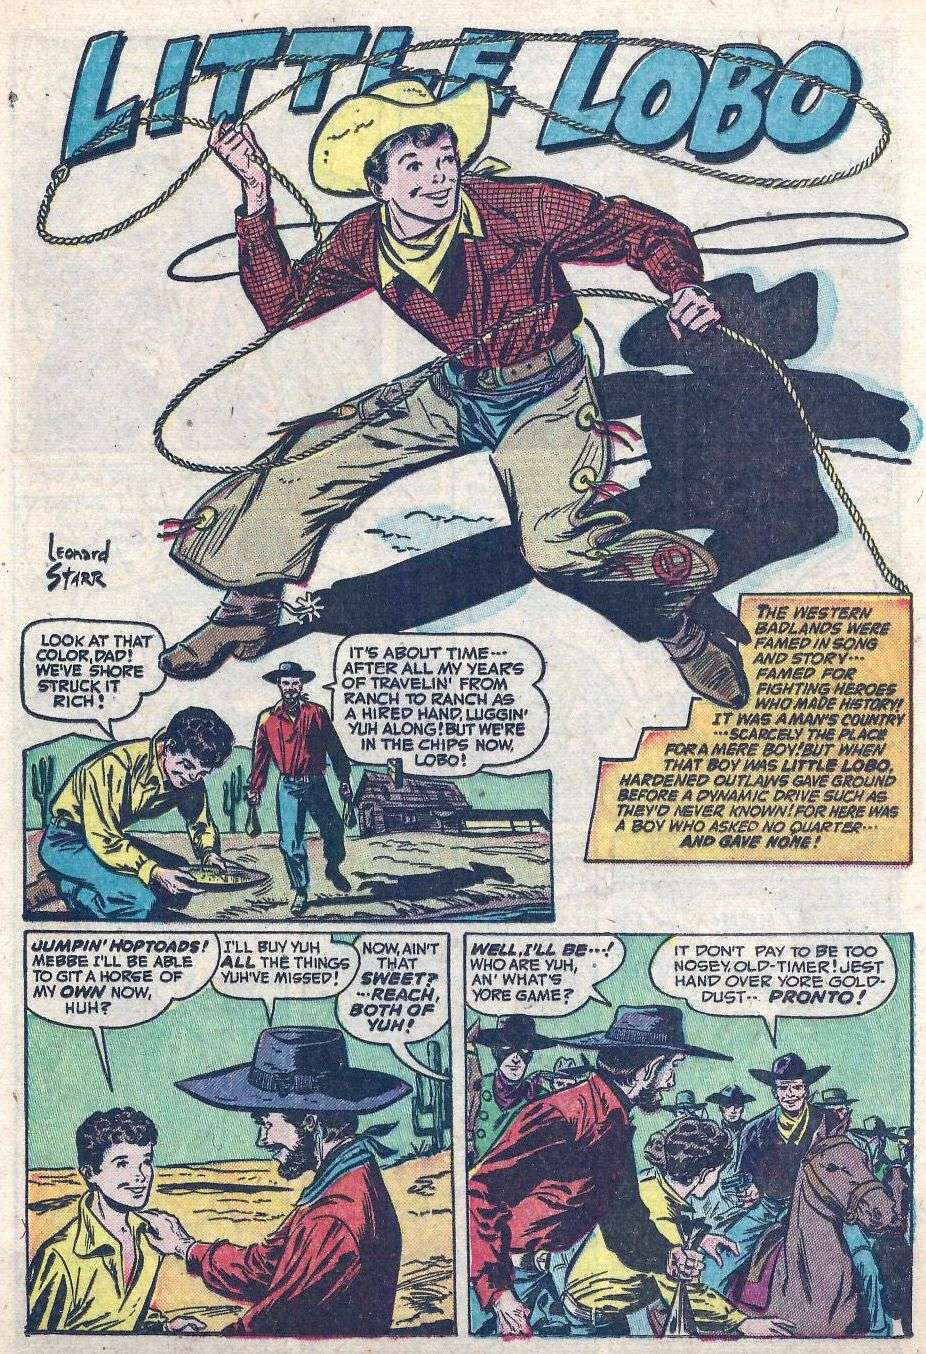 LITTLE LOBO
LEONARD
STARR
THE WESTERN
BADLANDS WERE
FAMED IN SONG
AND STORY---
FAMED FOR
FIGHTING HEROES
WHO MADE HISTORY!
IT WAS A MAN'S COUNTRY
---SCARCELY THE PLACE
FOR A MERE BOY! BUT WHEN
THAT BOY WAS LITTLE LOBO,
HARDENED OUTLAWS GAVE GROUND
BEFORE A DYNAMIC DRIVE SUCH AS
THEY'D NEVER KNOWN! FOR HERE WAS
A BOY WHO ASKED NO QUARTER---
AND GAVE NONE!
LOOK AT THAT
COLOR, DAD!
WE'VE SHORE
STRUCK IT
RICH!
IT'S ABOUT TIME---
AFTER ALL MY YEARS
OF TRAVELIN' FROM
RANCH TO RANCH AS
A HIRED HAND, LUGGIN'
YUH ALONG! BUT WE'RE
IN THE CHIPS NOW,
LOBO!
JUMPIN' HOPTOADS!
MEBBE I'LL BE ABLE
TO GIT A HORSE OF
MY OWN NOW,
HUH?
I'LL BUY YUH
ALL THE THINGS
YUH'VE MISSED!
NOW, AIN'T
THAT
SWEET?
---REACH,
BOTH OF
YUH!
WELL, I'LL BE---!
WHO ARE YUH,
AN' WHAT'S
YORE GAME?
IT DON'T PAY TO BE TOO
NOSEY, OLD-TIMER! JEST
HAND OVER YORE GOLD-
DUST-- PRONTO!